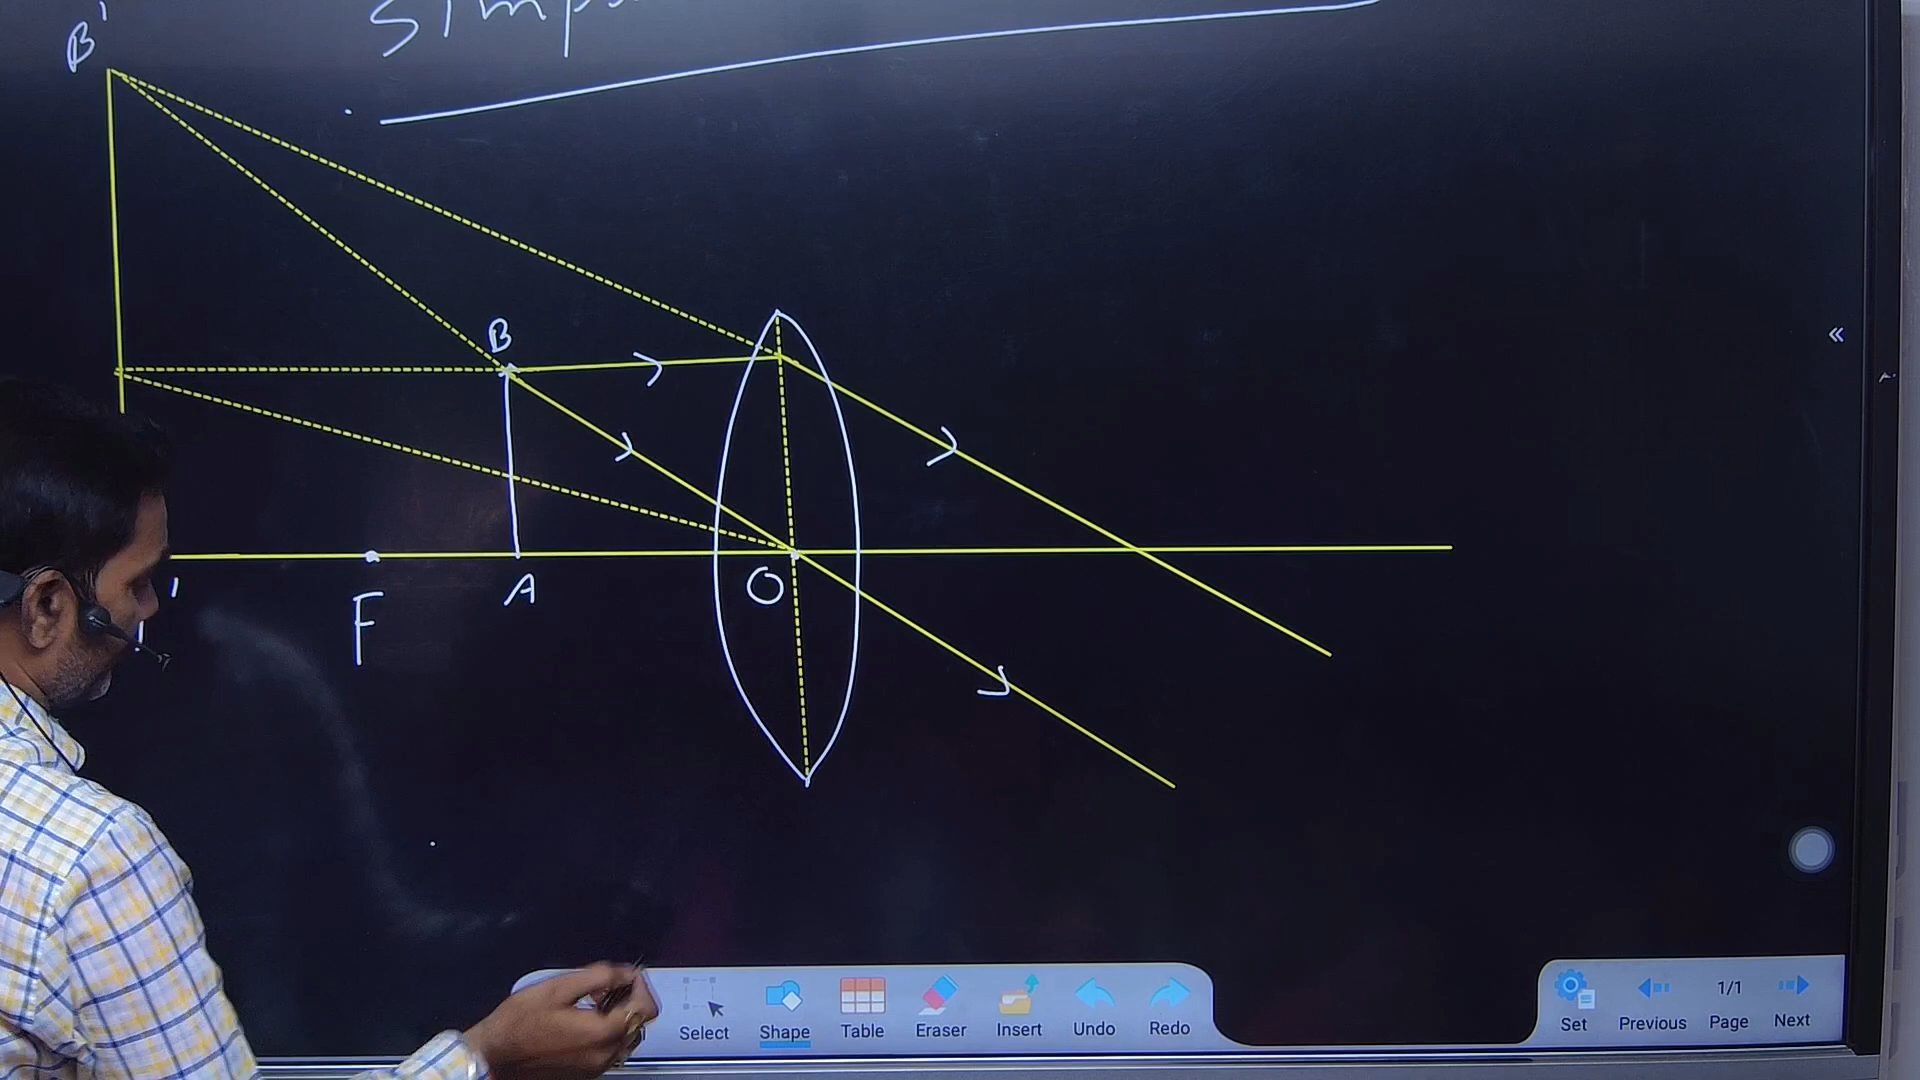 B'
B
O
A
F
Select
Shape
Table
Eraser
Insert
Undo
Redo
Set
Previous
1/1
Page
Next